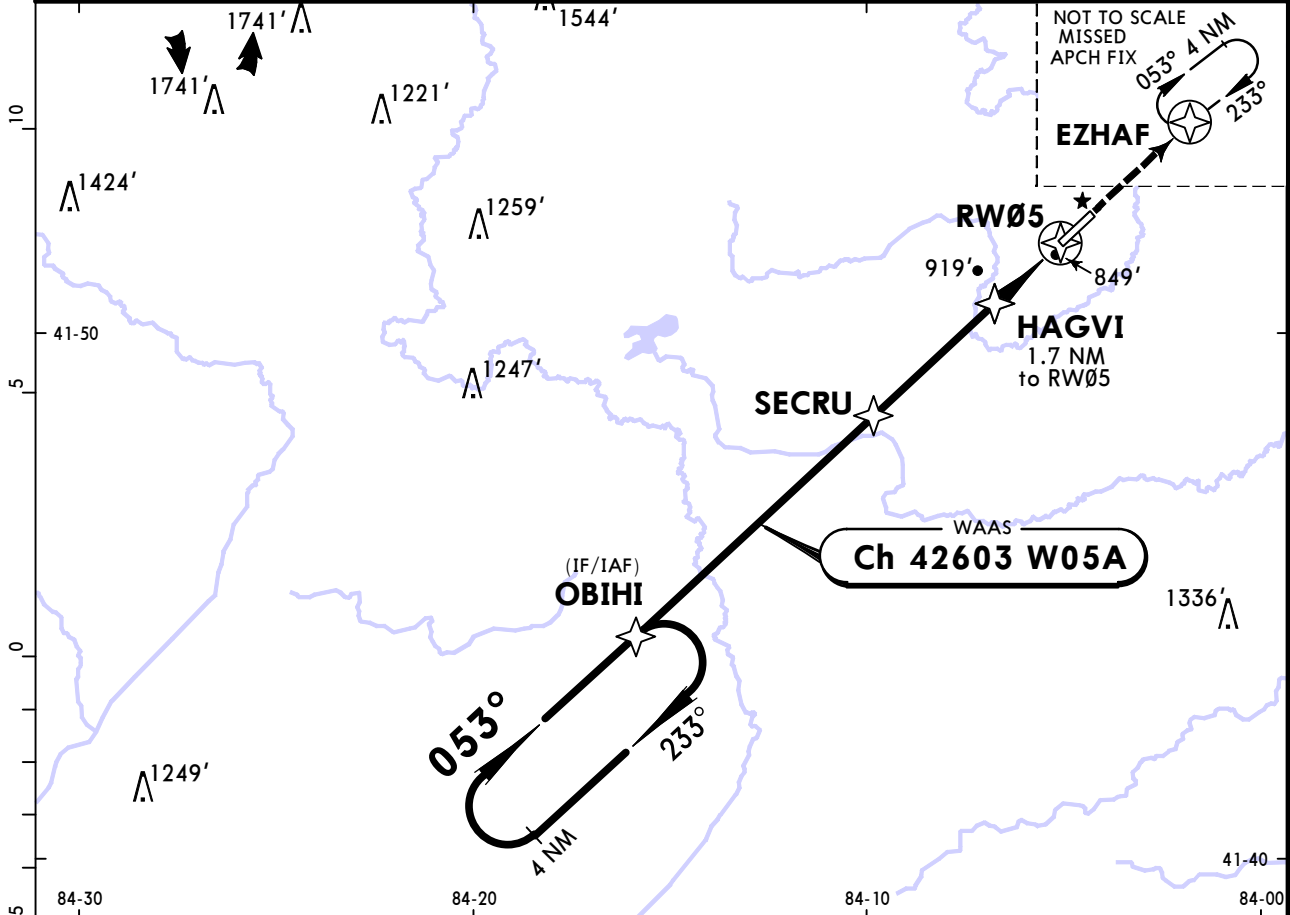 1741'
1544'
NOT TO SCALE
MISSED
APCH FIX
053° 4 NM
233°
1741'
1221'
10
EZHAF
1424'
1259'
RWØ5
919'
849'
41-50
HAGVI
1.7 NM
to RWØ5
1247'
5
SECRU
WAAS
Ch 42603 W05A
(IF/IAF)
OBIHI
1336'
0
053°
233°
1249'
4 NM
41-40
5
84-30
84-20
84-10
84-00